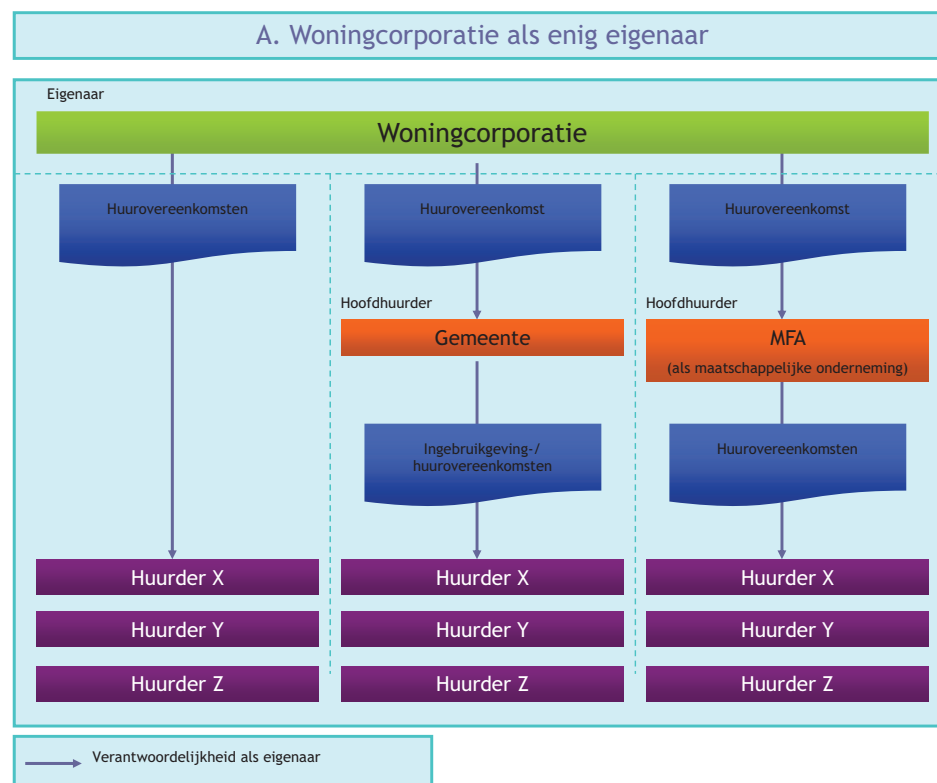 A. Woningcorporatie als enig eigenaar
Eigenaar
Woningcorporatie
Huurovereenkomsten
Huurovereenkomst
Huurovereenkomst
Hoofdhuurder
Hoofdhuurder
Gemeente
MFA
(als maatschappelijke onderneming)
Ingebruikgeving-/
huurovereenkomsten
Huurovereenkomsten
Huurder X
Huurder X
Huurder X
Huurder Y
Huurder Y
Huurder Y
Huurder Z
Huurder Z
Huurder Z
Verantwoordelijkheid als eigenaar